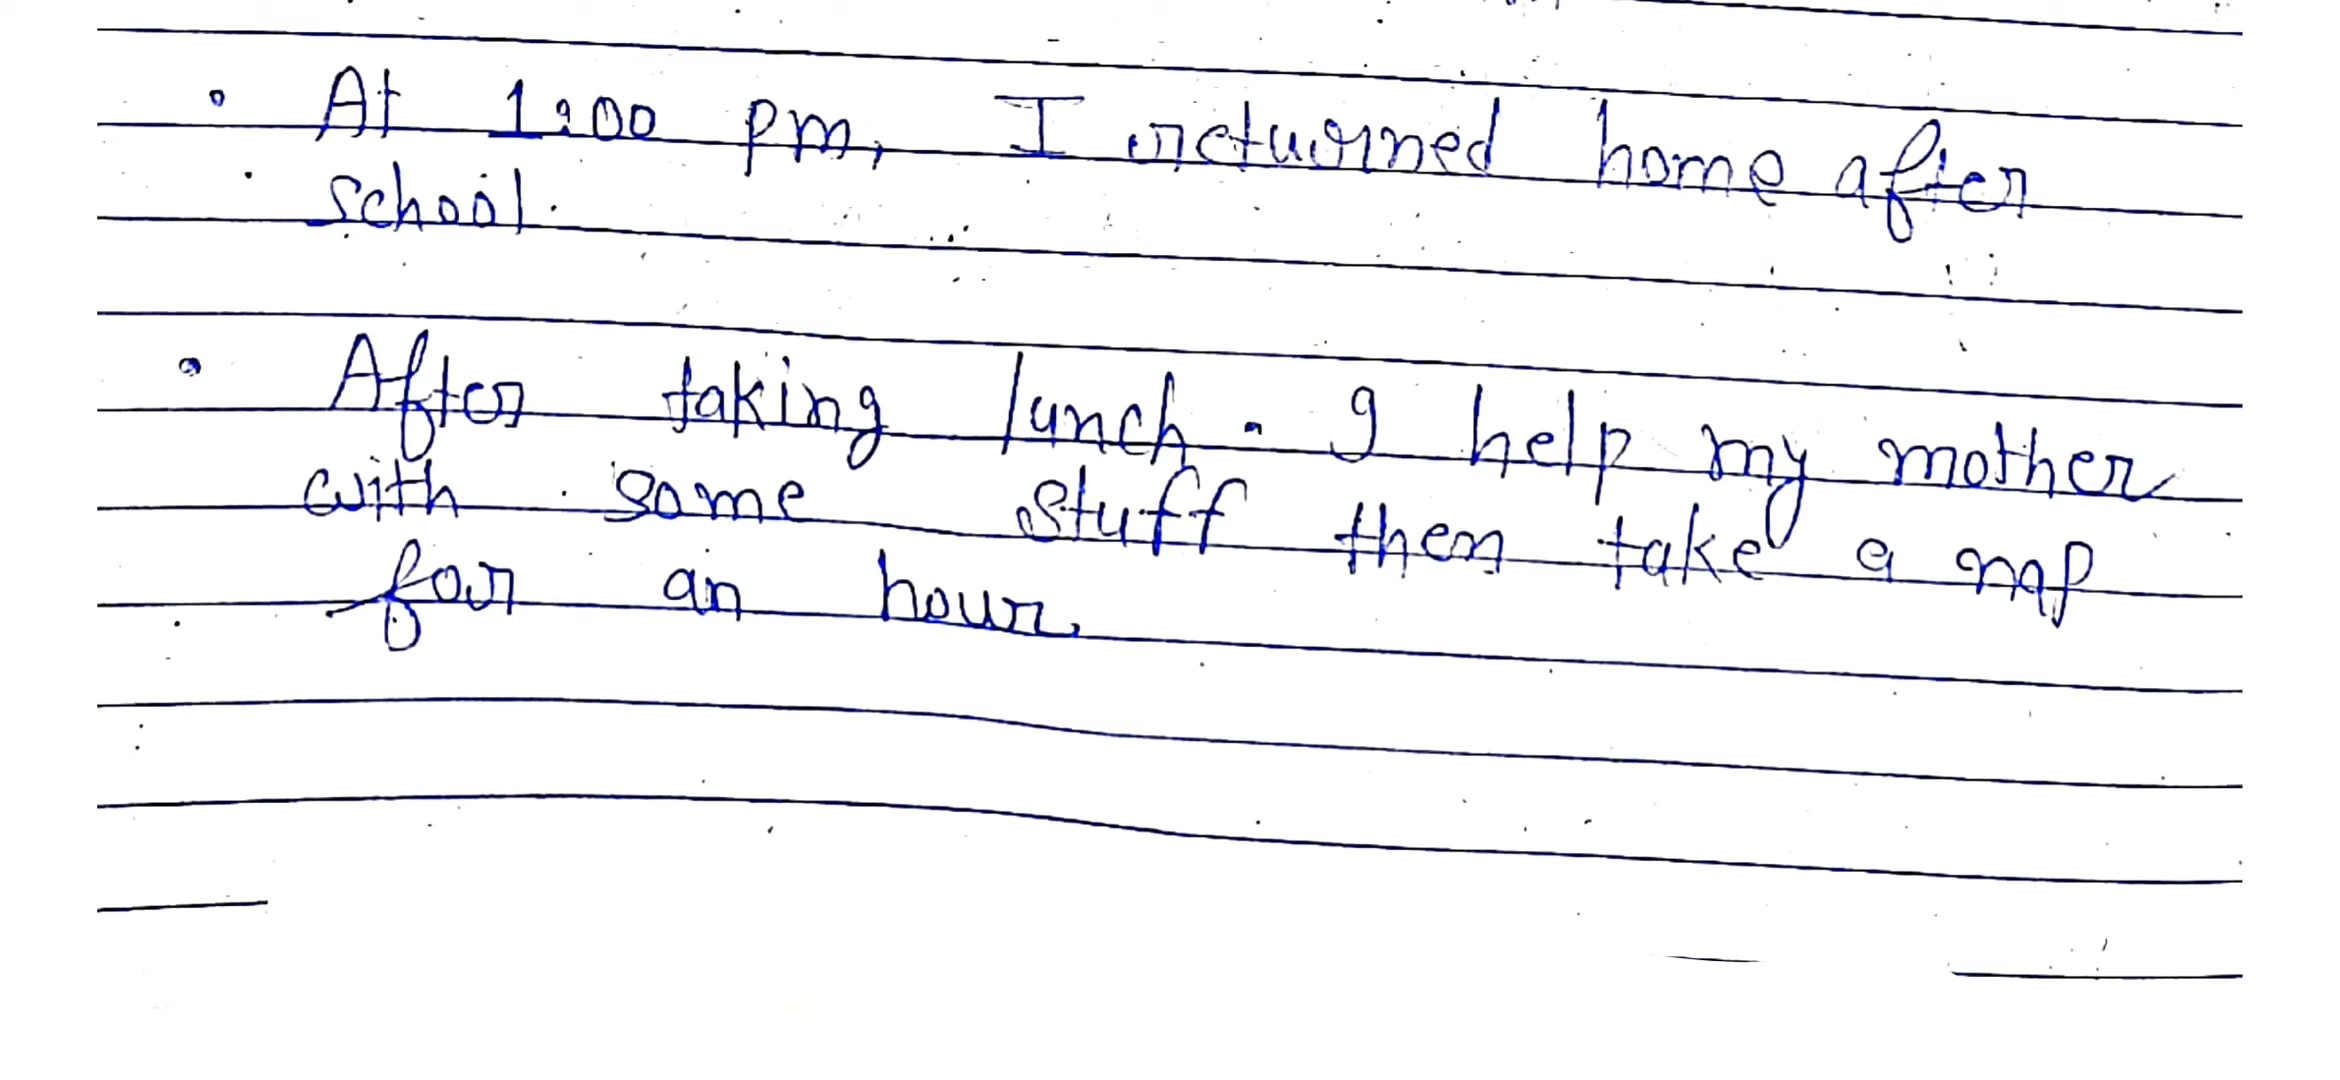 • At 1:00 pm, I returned home after
school.
• After taking lunch. I help my mother
with some stuff then take a nap
for an hour.